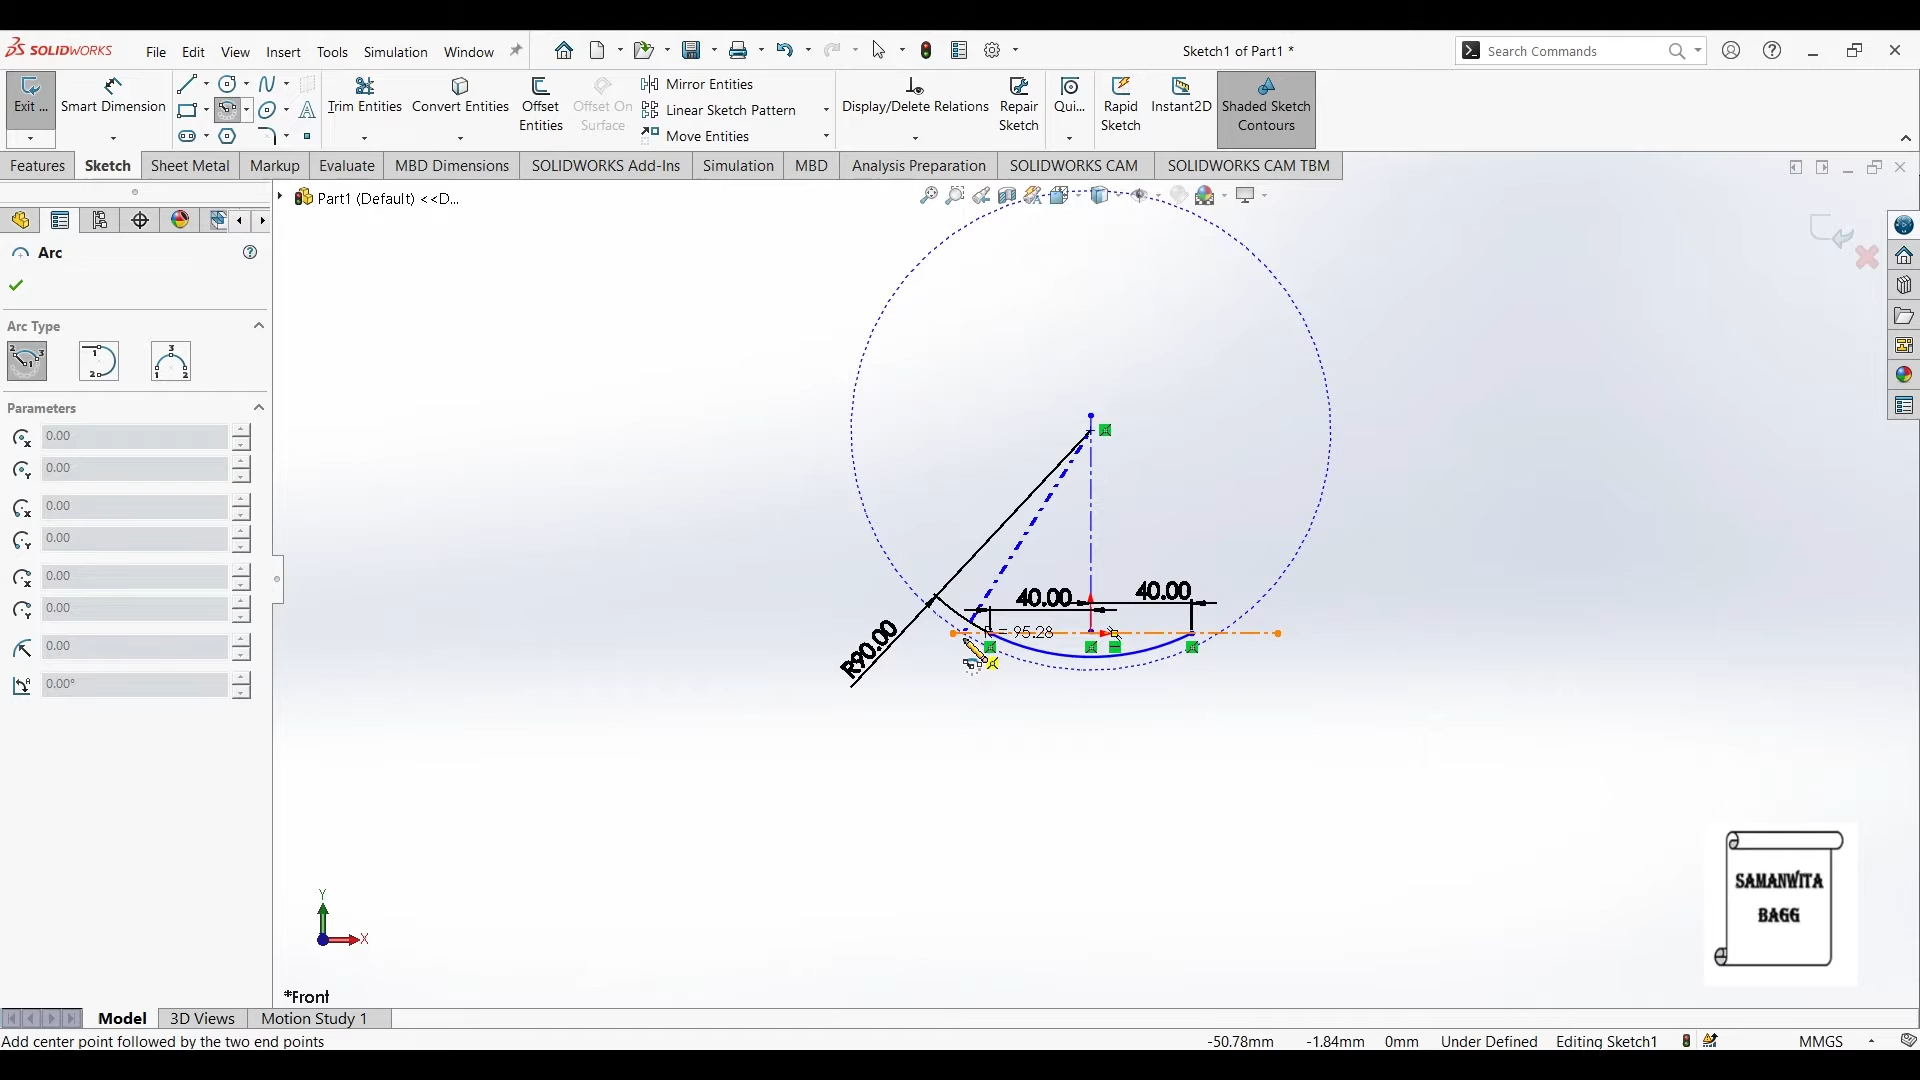 SOLIDWORKS File Edit View Insert Tools Simulation Window Sketch1 of Part1 * Search Commands
Exit ... Smart Dimension Trim Entities Convert Entities Offset Entities Offset On Surface Mirror Entities Linear Sketch Pattern Move Entities Display/Delete Relations Repair Sketch Qui... Rapid Sketch Instant2D Shaded Sketch Contours
Features Sketch Sheet Metal Markup Evaluate MBD Dimensions SOLIDWORKS Add-Ins Simulation MBD Analysis Preparation SOLIDWORKS CAM SOLIDWORKS CAM TBM
Part1 (Default) <<D...
Arc
Arc Type
Parameters
0.00
0.00
0.00
0.00
0.00
0.00
0.00
0.00°
40.00 40.00
R = 95.28
R90.00
SAMANWITA
BAGG
Y
X
*Front
Model 3D Views Motion Study 1
Add center point followed by the two end points -50.78mm -1.84mm 0mm Under Defined Editing Sketch1 MMGS